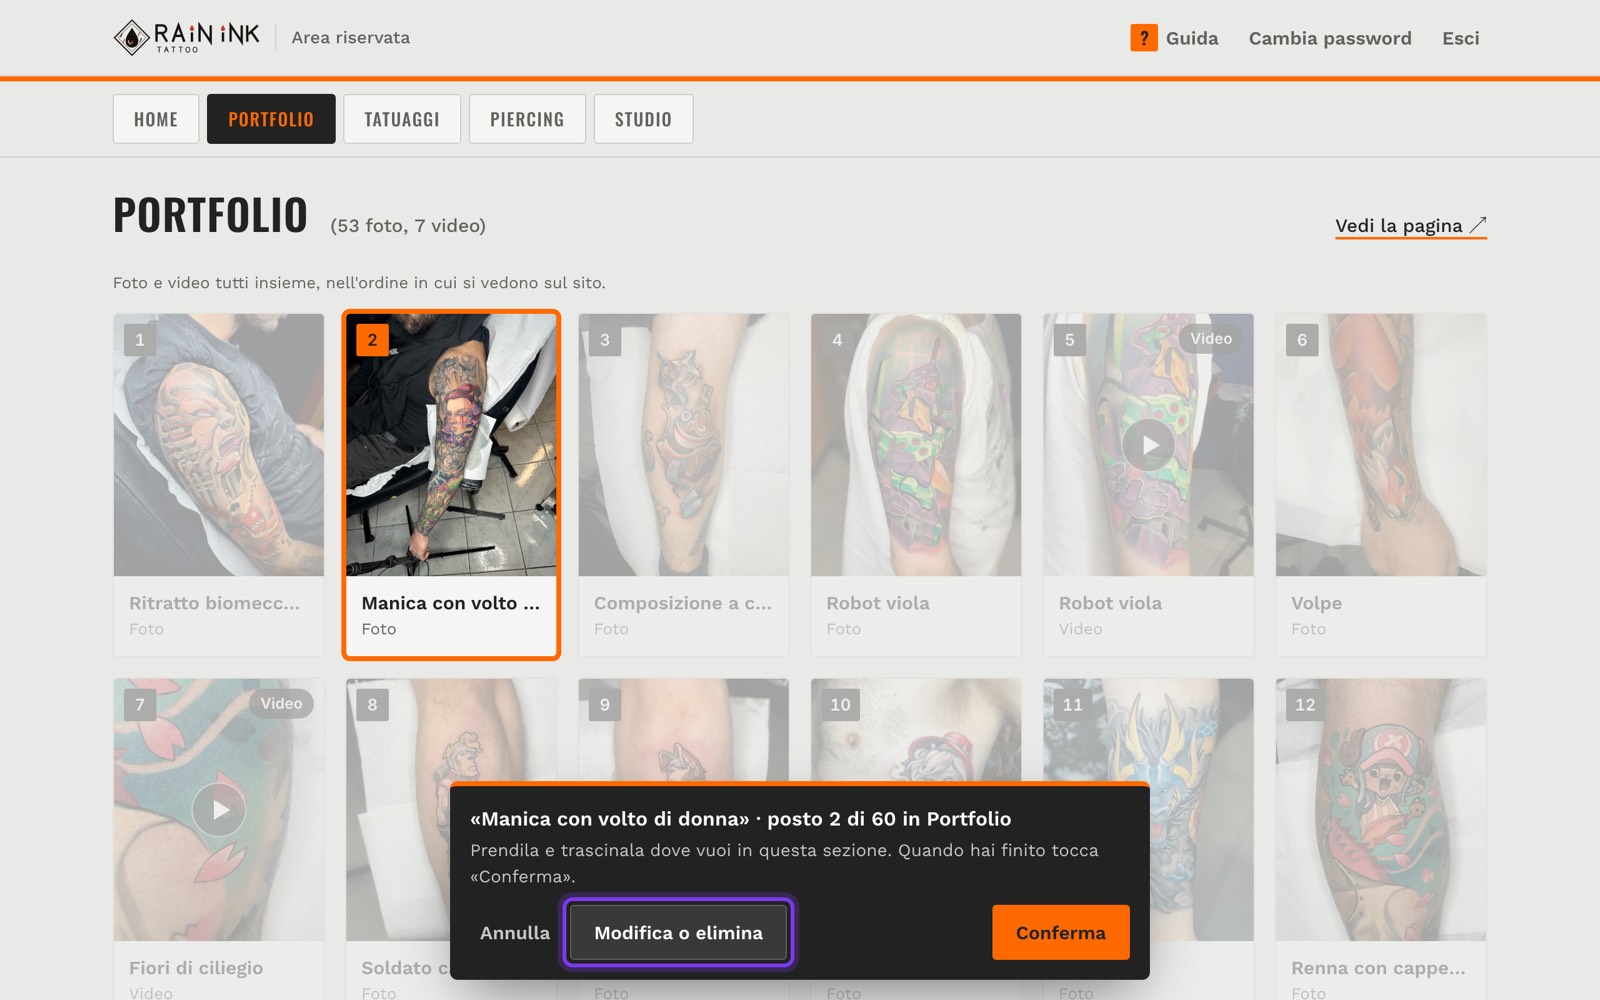 RAIN INK
TATTOO
Area riservata
? Guida
Cambia password
Esci
HOME
PORTFOLIO
TATUAGGI
PIERCING
STUDIO
PORTFOLIO (53 foto, 7 video)
Vedi la pagina
Foto e video tutti insieme, nell'ordine in cui si vedono sul sito.
1
Ritratto biomecc...
Foto
2
Manica con volto ...
Foto
3
Composizione a c...
Foto
4
Robot viola
Foto
5
Video
Robot viola
Video
6
Volpe
Foto
7
Video
Fiori di ciliegio
Video
8
Soldato c
Foto
9
Foto
10
Foto
11
Foto
12
Renna con cappe...
Foto
«Manica con volto di donna» · posto 2 di 60 in Portfolio
Prendila e trascinala dove vuoi in questa sezione. Quando hai finito tocca
«Conferma».
Annulla
Modifica o elimina
Conferma